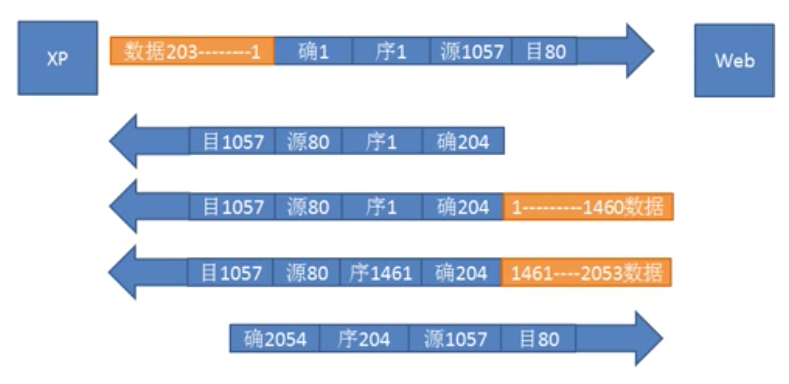 XP 数据203--------1 确1 序1 源1057 目80 Web
目1057 源80 序1 确204
目1057 源80 序1 确204 1---------1460数据
目1057 源80 序1461 确204 1461----2053数据
确2054 序204 源1057 目80